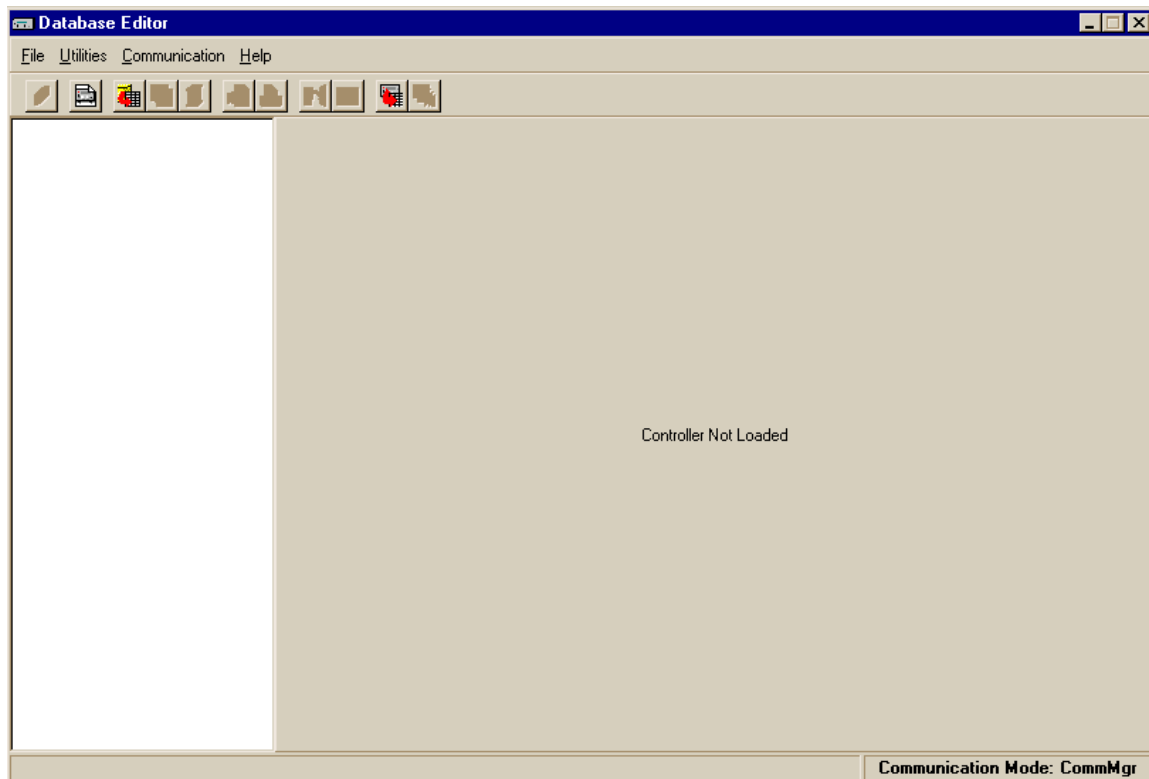 Database Editor
File Utilities Communication Help
Controller Not Loaded
Communication Mode: CommMgr